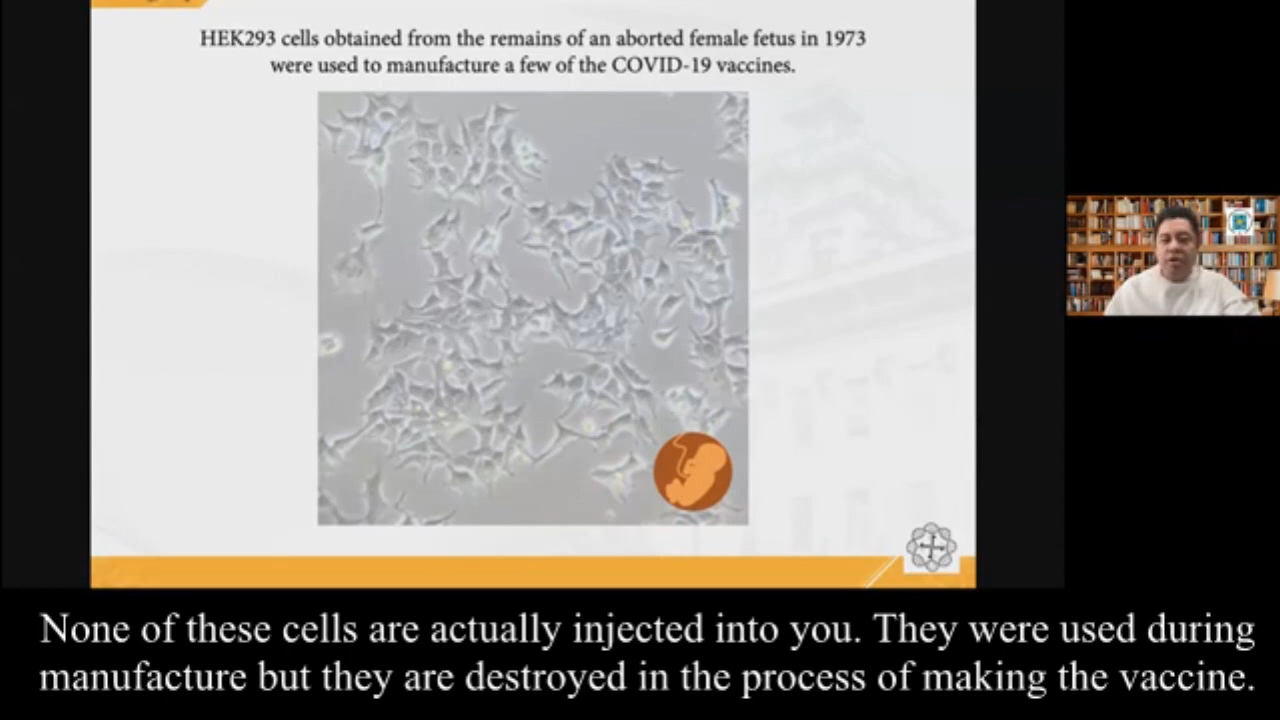 HEK293 cells obtained from the remains of an aborted female fetus in 1973
were used to manufacture a few of the COVID-19 vaccines.
None of these cells are actually injected into you. They were used during
manufacture but they are destroyed in the process of making the vaccine.